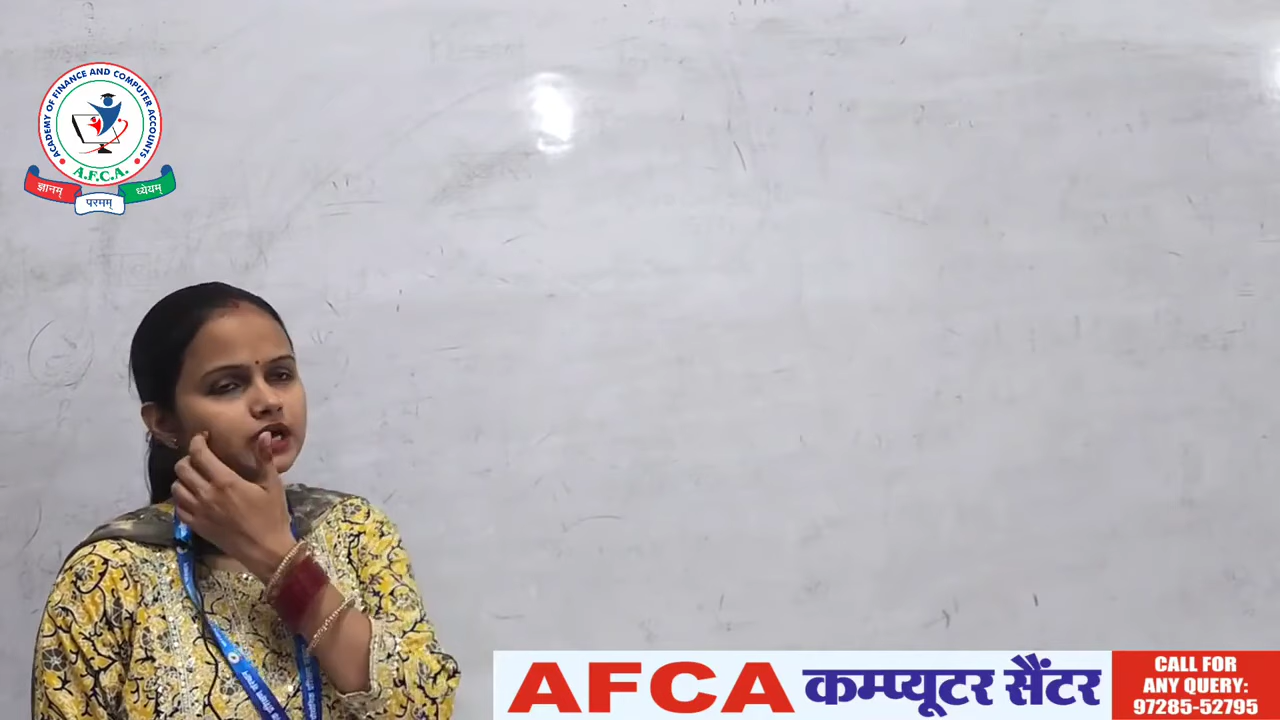 ACADEMY OF FINANCE AND COMPUTER ACCOUNTS
A.F.C.A.
ज्ञानम्
परमम्
ध्येयम्
AFCA कम्प्यूटर सैंटर
CALL FOR
ANY QUERY:
97285-52795